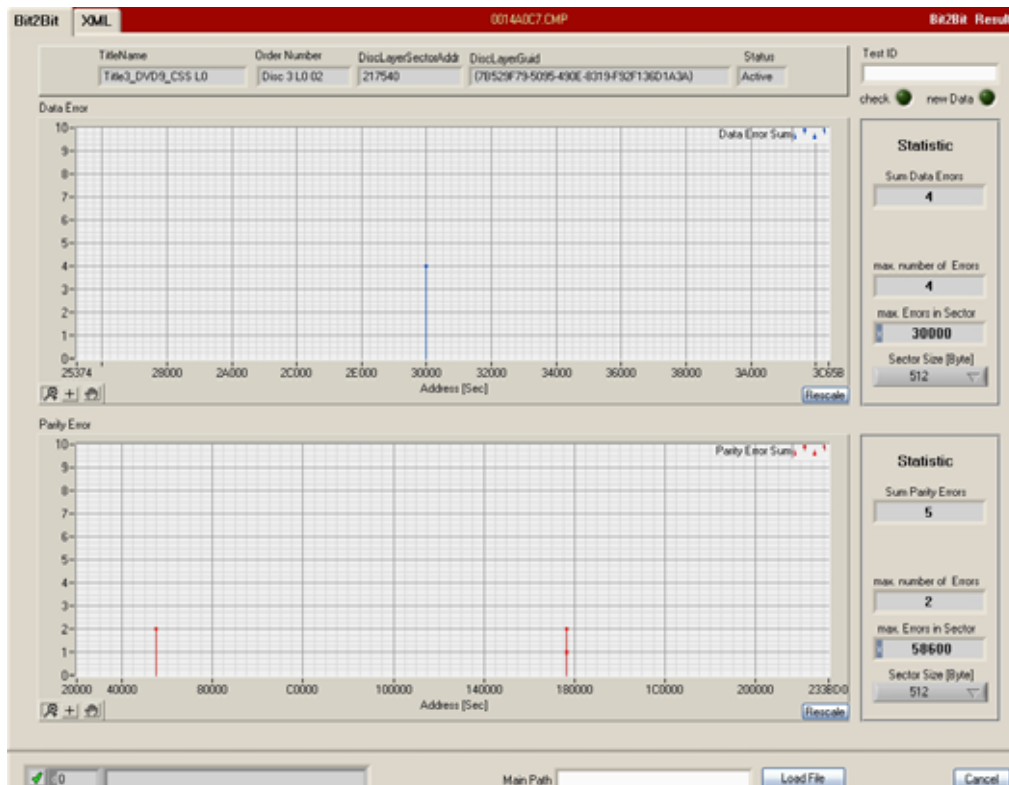 Bit2Bit XML 0014A0C7.CMP Bit2Bit Resul
TitleName Order Number DiscLayerSectorAddr DiscLayerGuid Status Test ID
Title3_DVD9_CSS L0 Disc 3 L0 02 217540 {7B529F79-5095-490E-8319-F92F136D1A3A} Active
check new Data
Data Error
Data Error Sum
10
9
8
7
6
5
4
3
2
1
0
25374 28000 2A000 2C000 2E000 30000 32000 34000 36000 38000 3A000 3C65B
Address [Sec]
Rescale
Statistic
Sum Data Errors
4
max. number of Errors
4
max. Errors in Sector
x 30000
Sector Size [Byte]
512
Parity Error
Parity Error Sum
10
9
8
7
6
5
4
3
2
1
0
20000 40000 80000 C0000 100000 140000 180000 1C0000 200000 233BD0
Address [Sec]
Rescale
Statistic
Sum Parity Errors
5
max. number of Errors
2
max. Errors in Sector
x 58600
Sector Size [Byte]
512
0 Main Path Load File Cancel